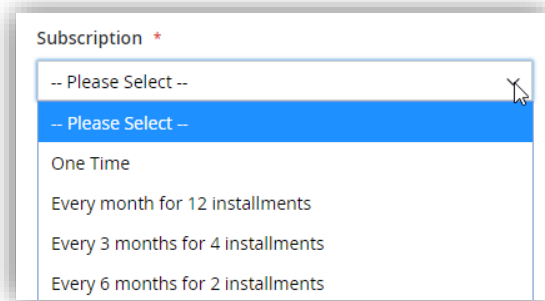 Subscription *
-- Please Select --
-- Please Select --
One Time
Every month for 12 installments
Every 3 months for 4 installments
Every 6 months for 2 installments